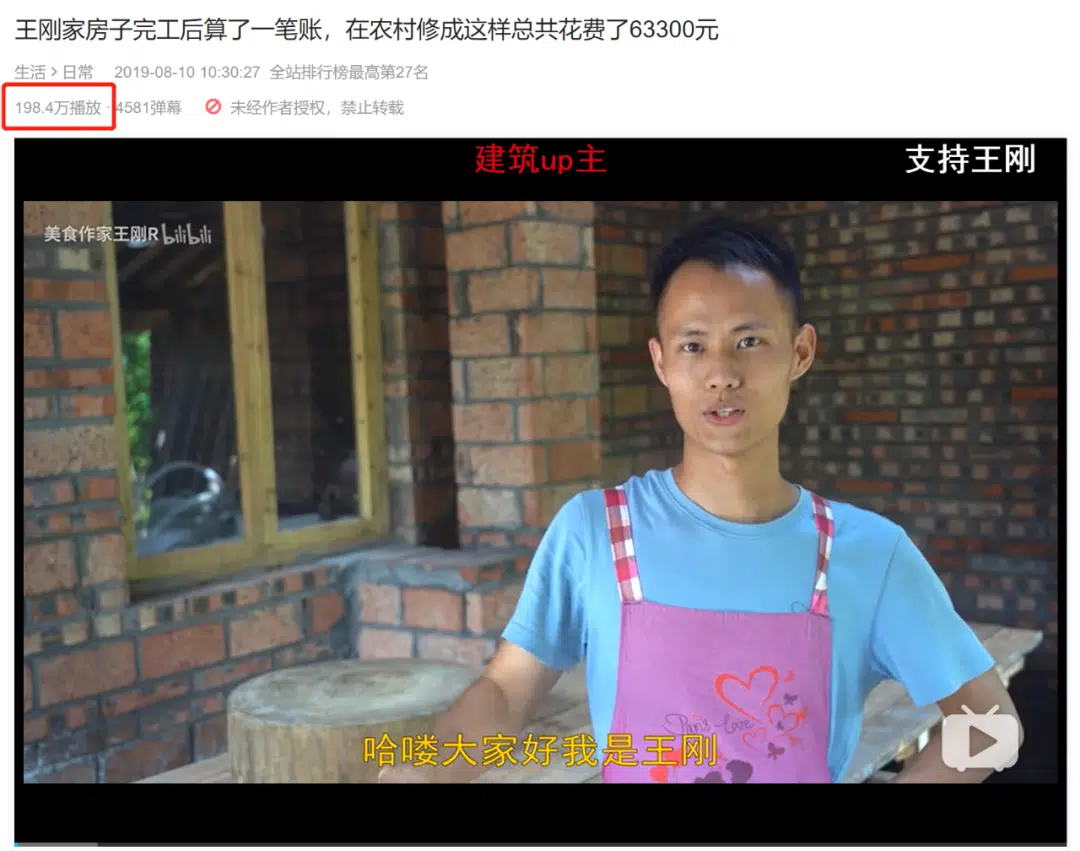 王刚家房子完工后算了一笔账，在农村修成这样总共花费了63300元
生活 > 日常 2019-08-10 10:30:27 全站排行榜最高第27名
198.4万播放 · 4581弹幕 未经作者授权，禁止转载
建筑up主
支持王刚
美食作家王刚R bilibili
Paris Love
哈喽大家好我是王刚